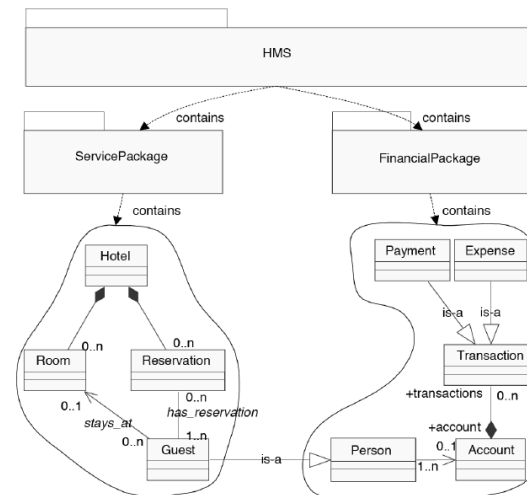 HMS
contains
contains
ServicePackage
FinancialPackage
contains
contains
Hotel
Payment
Expense
is-a
is-a
0..n
0..n
Room
Reservation
Transaction
0..1
stays_at
0..n
has_reservation
+transactions
0..n
0..n
1..n
+account
0..1
Guest
is-a
Person
1..n
Account